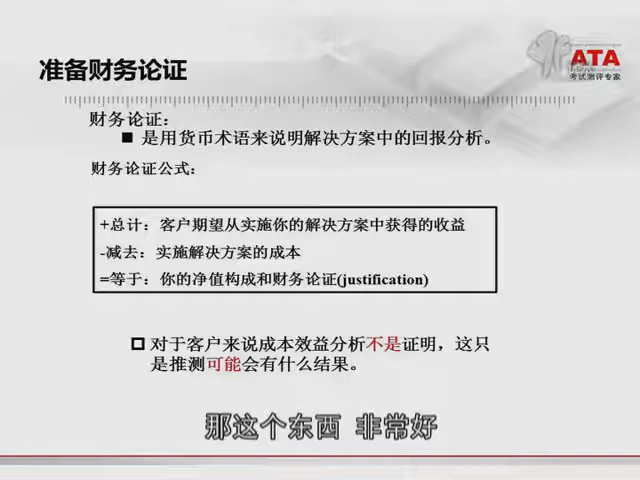 准备财务论证
ATA
考试测评专家
财务论证：
■ 是用货币术语来说明解决方案中的回报分析。
财务论证公式：
+总计：客户期望从实施你的解决方案中获得的收益
-减去：实施解决方案的成本
=等于：你的净值构成和财务论证(justification)
对于客户来说成本效益分析不是证明，这只
是推测可能会有什么结果。
那这个东西 非常好